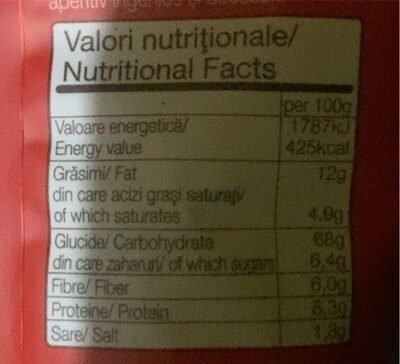 aperitiv
Valori nutriţionale/
Nutritional Facts
per 100g
Valoare energetică/ 1787kJ
Energy value 425kcal
Grăsimi/ Fat 12g
din care acizi graşi saturaţi/
of which saturates 4,9g
Glucide/ Carbohydrate 68g
din care zaharuri/ of which sugars 6,4g
Fibre/ Fiber 6,0g
Proteine/ Protein 8,3g
Sare/ Salt 1,8g